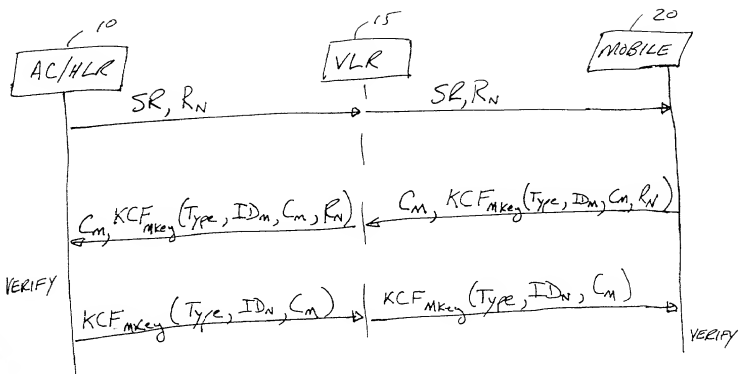 10
15
20
AC/HLR
VLR
MOBILE
SR, RN
SR, RN
CM, KCFMKey(Type, IDM, CM, RN)
CM, KCFMKey(Type, IDM, CM, RN)
VERIFY
KCFMKey(Type, IDN, CM)
KCFMKey(Type, IDN, CM)
VERIFY